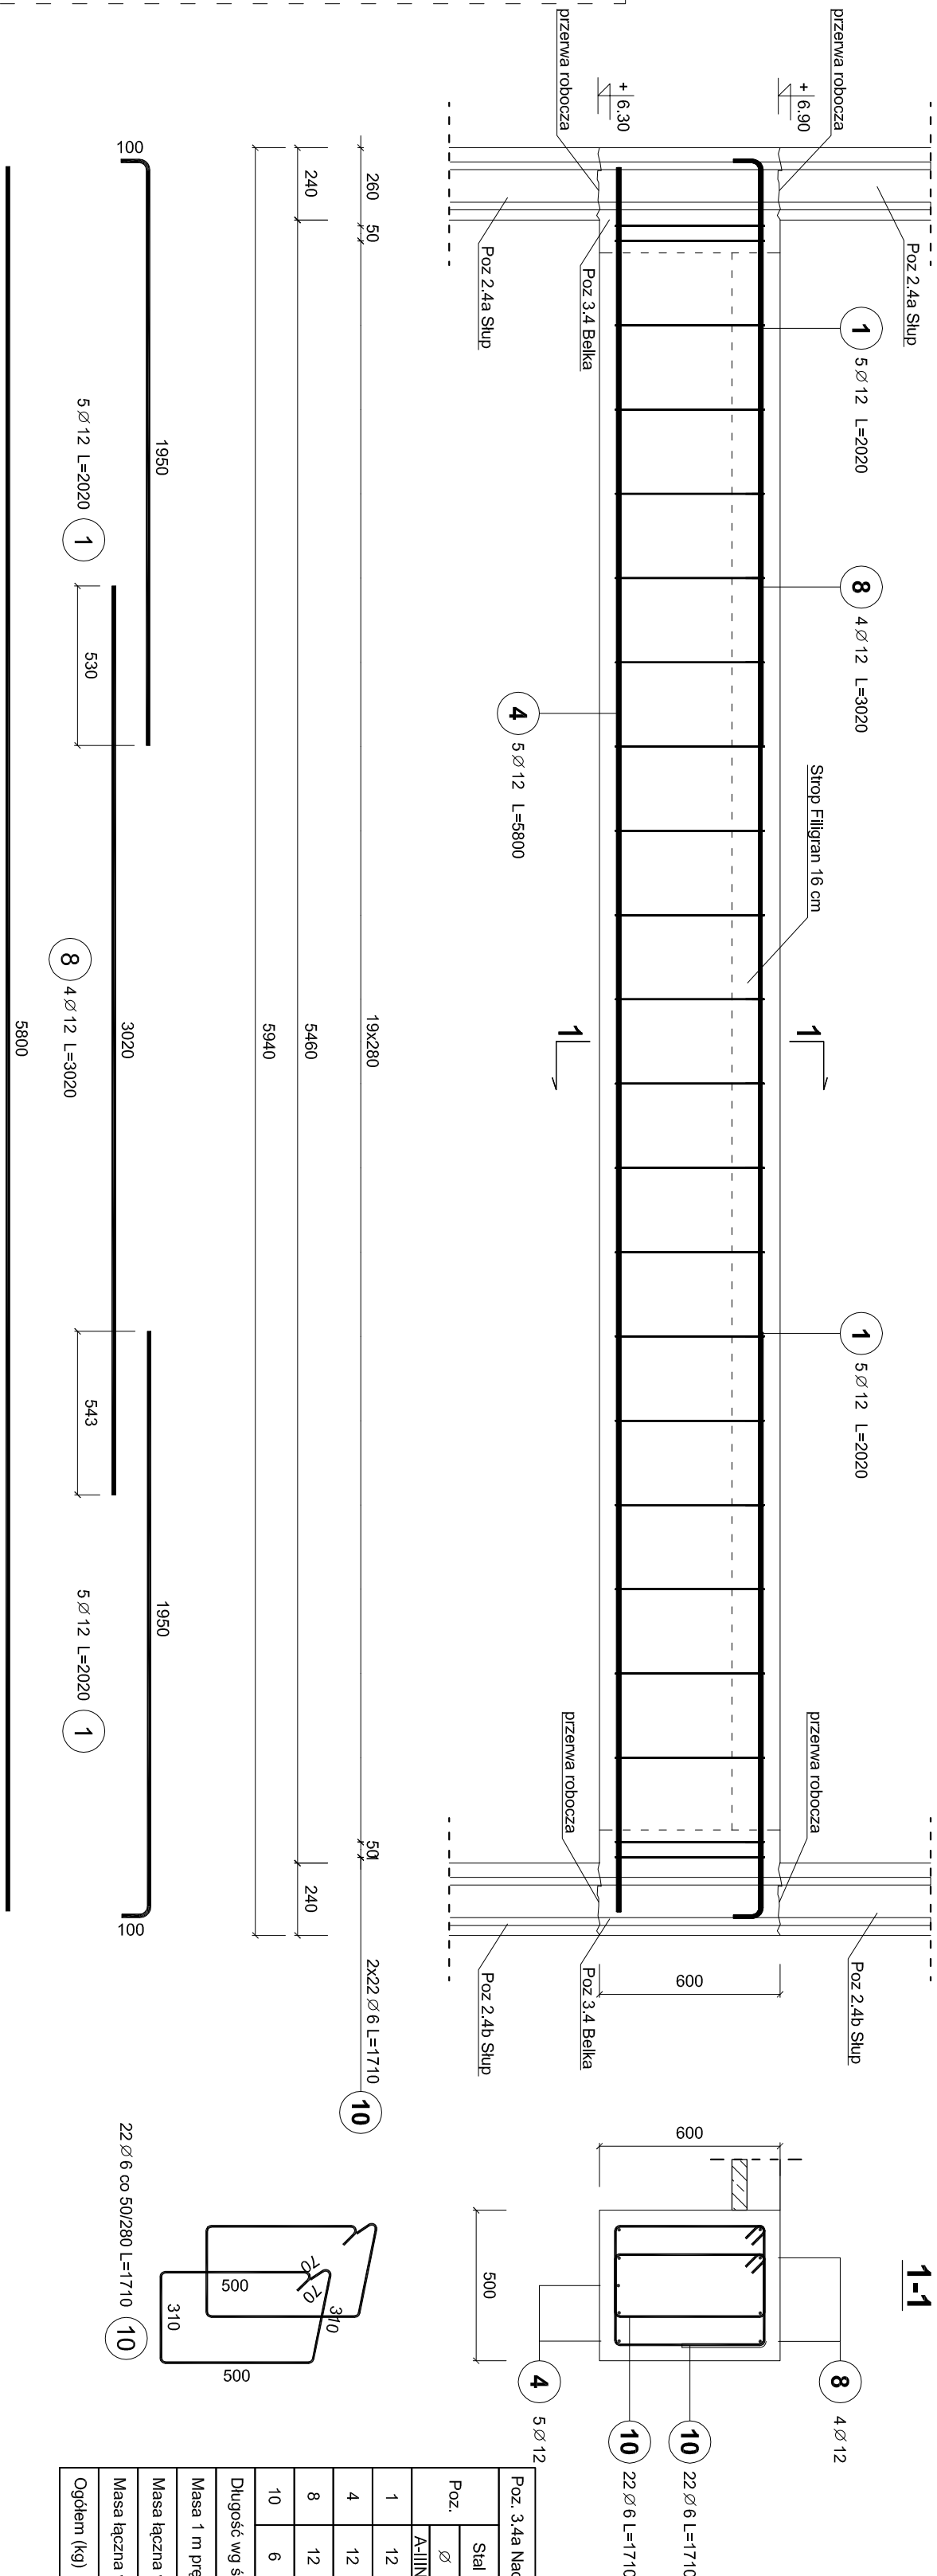 przerwa robocza
przerwa robocza
+ 6.90
+ 6.30
Poz 2.4a Słup
Poz 3.4 Belka
Poz 2.4a Słup
1 5 Ø 12 L=2020
8 4 Ø 12 L=3020
4 5 Ø 12 L=5800
Strop Filigran 16 cm
1
1
1 5 Ø 12 L=2020
przerwa robocza
przerwa robocza
Poz 2.4b Słup
Poz 3.4 Belka
Poz 2.4b Słup
600
260
50
19x280
50
2x22 Ø 6 L=1710 10
240
5460
240
5940
100
1950
5 Ø 12 L=2020 1
530
3020
8 4 Ø 12 L=3020
543
1950
5 Ø 12 L=2020 1
100
5800
1-1
600
500
8 4 Ø 12
10 22 Ø 6 L=1710
10 22 Ø 6 L=1710
4 5 Ø 12
70
70
500
310
310
500
22 Ø 6 co 50/280 L=1710 10
Poz. 3.4a
Poz.
Stal
Ø
A-IIIN
1 12
4 12
8 12
10 6
Długość wg
Masa 1 m
Masa łączna
Masa łączna
Ogółem (kg)